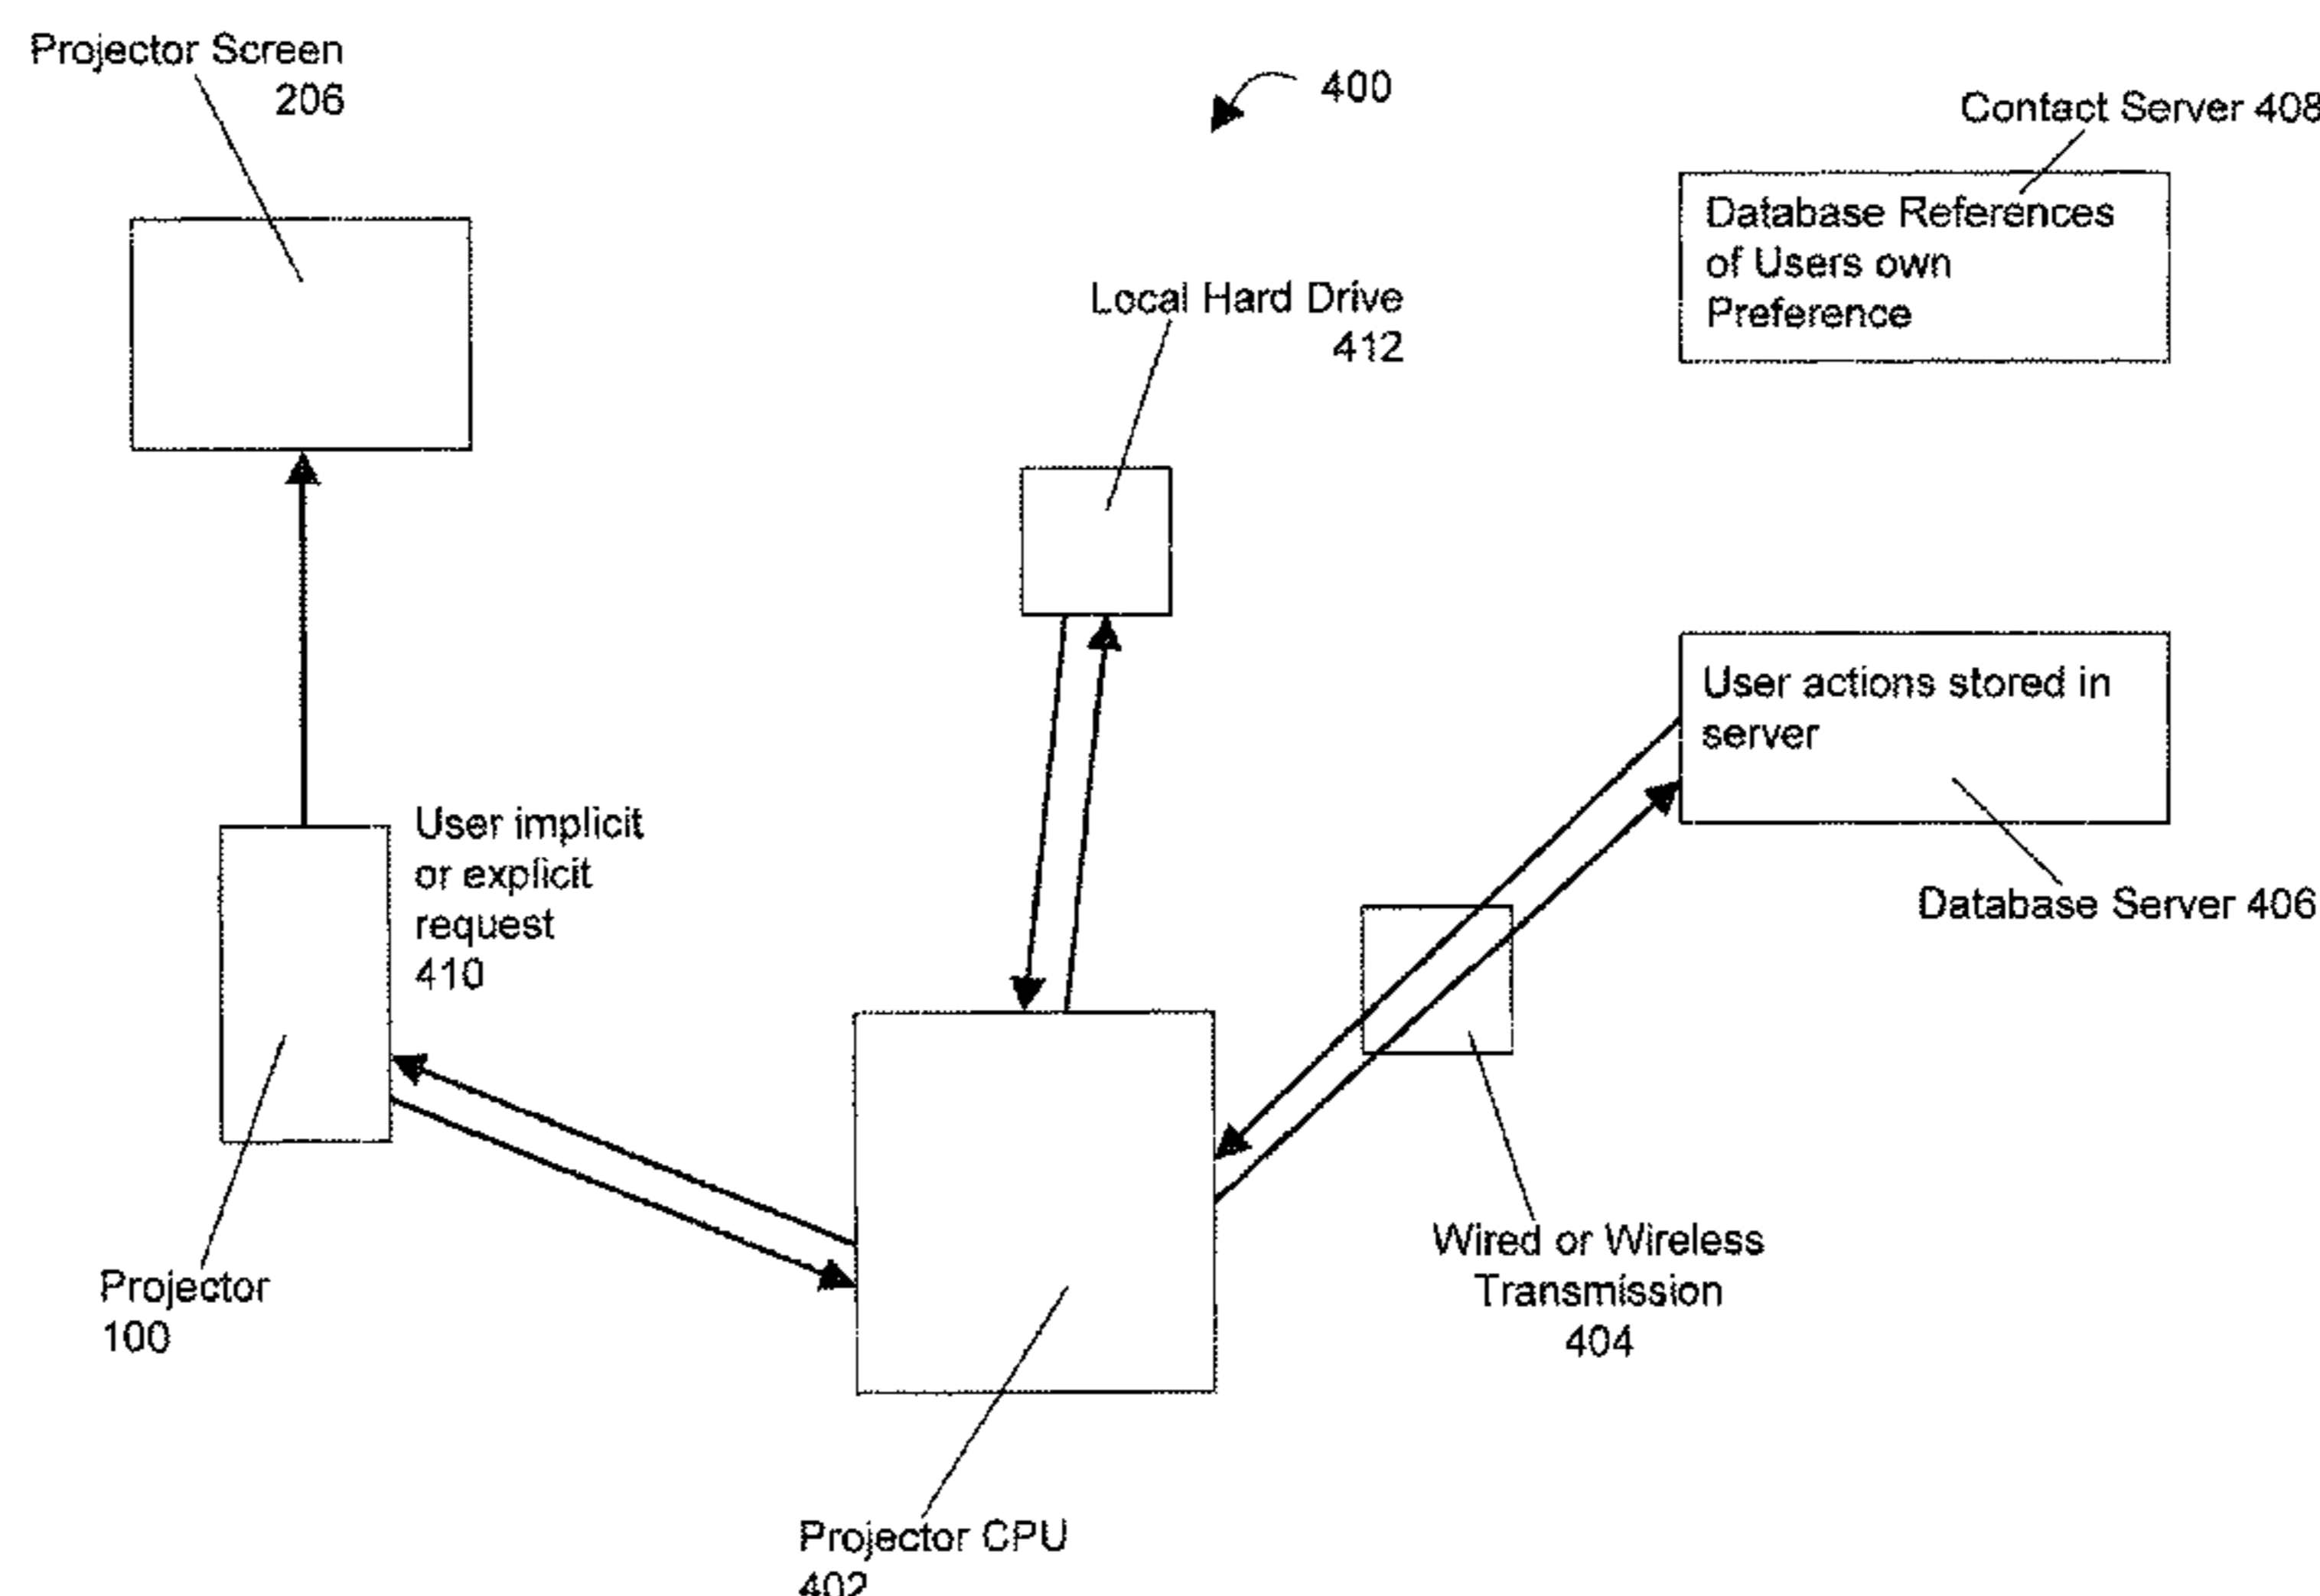 Projector Screen
206
400
Contact Server 408
Database References
of Users own
Preference
Local Hard Drive
412
User actions stored in
server
User implicit
or explicit
request
410
Database Server 406
Wired or Wireless
Transmission
404
Projector
100
Projector CPU
402